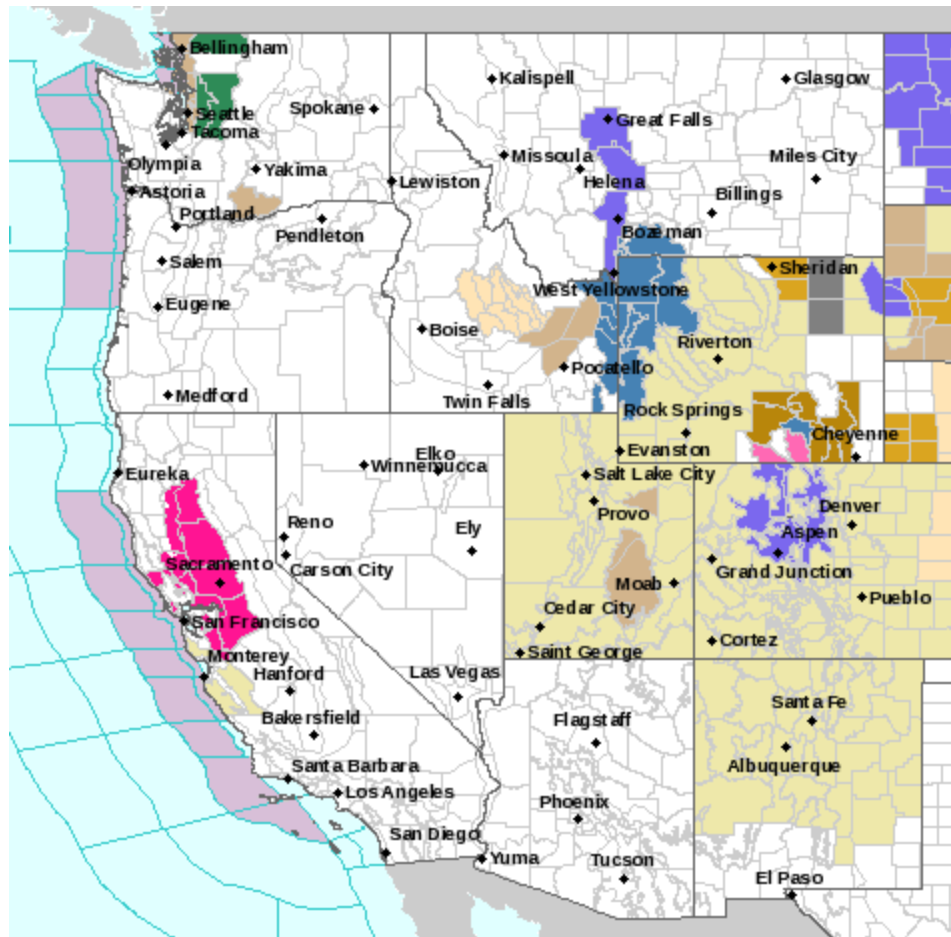 Bellingham
Kalispell
Glasgow
Spokane
Seattle
Great Falls
Tacoma
Olympia
Missoula
Miles City
Yakima
Helena
Lewiston
Astoria
Billings
Portland
Bozeman
Pendleton
Salem
Sheridan
West Yellowstone
Eugene
Boise
Riverton
Pocatello
Medford
Twin Falls
Rock Springs
Cheyenne
Evanston
Elko
Winnemucca
Eureka
Salt Lake City
Denver
Provo
Reno
Ely
Aspen
Sacramento
Carson City
Moab
Grand Junction
Pueblo
Cedar City
San Francisco
Cortez
Saint George
Monterey
Hanford
Las Vegas
Santa Fe
Bakersfield
Flagstaff
Albuquerque
Santa Barbara
Los Angeles
Phoenix
San Diego
Yuma
Tucson
El Paso